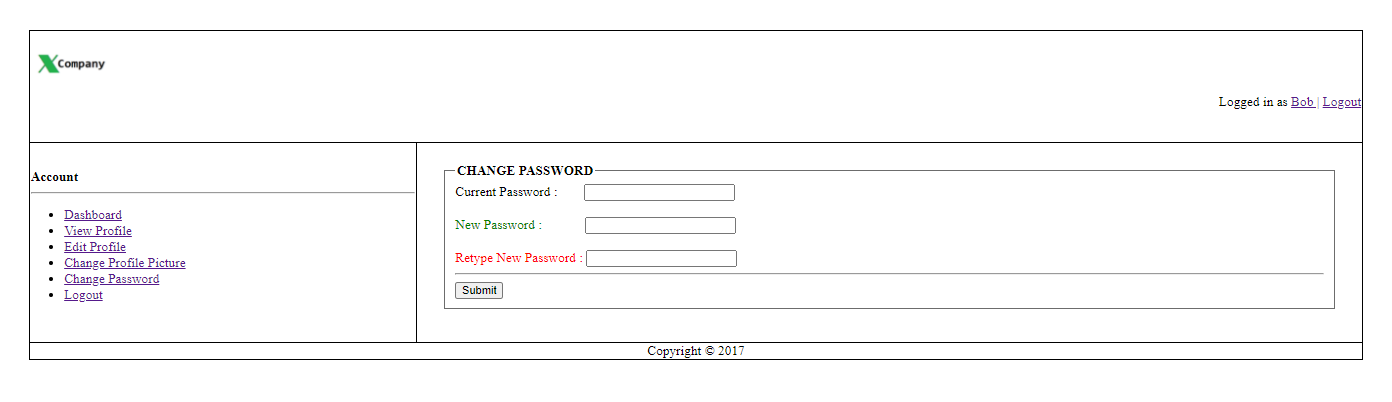 X Company
Logged in as Bob | Logout
Account
Dashboard
View Profile
Edit Profile
Change Profile Picture
Change Password
Logout
CHANGE PASSWORD
Current Password :
New Password :
Retype New Password :
Submit
Copyright © 2017